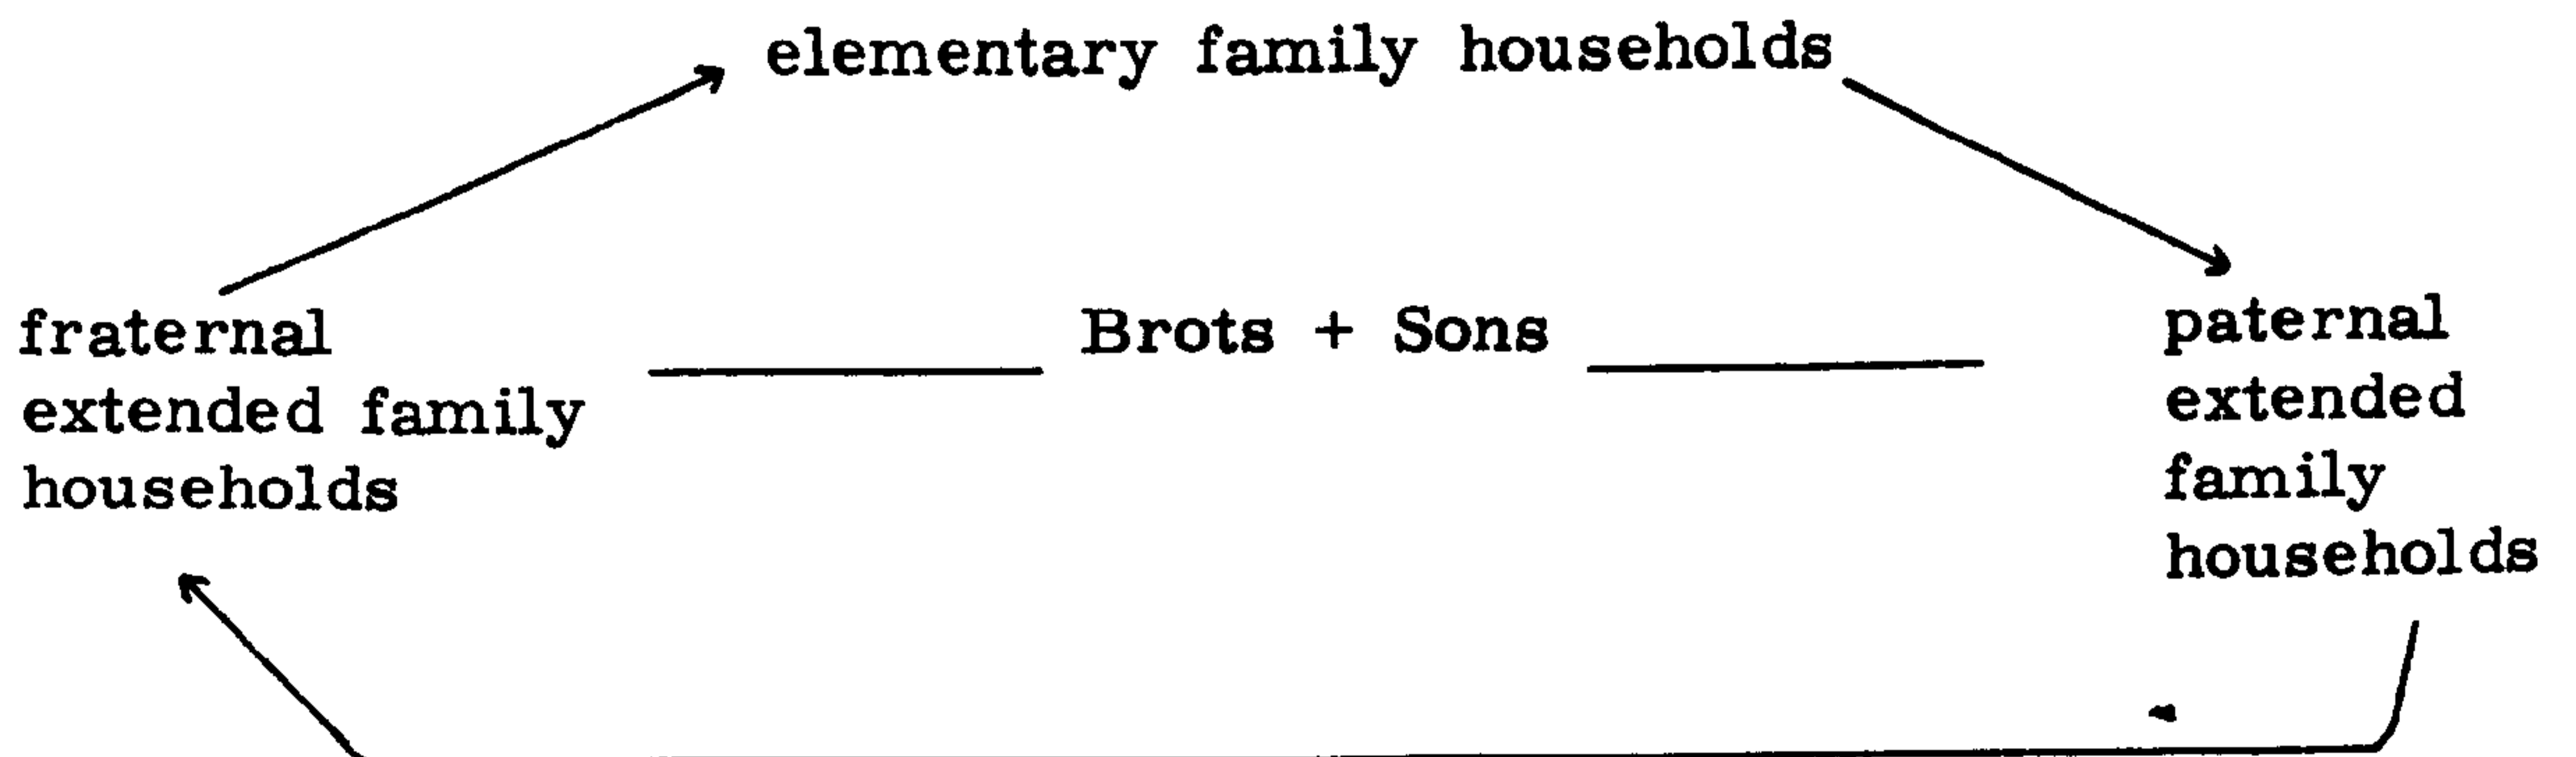 elementary family households
fraternal
extended family
households
Brots + Sons
paternal
extended
family
households